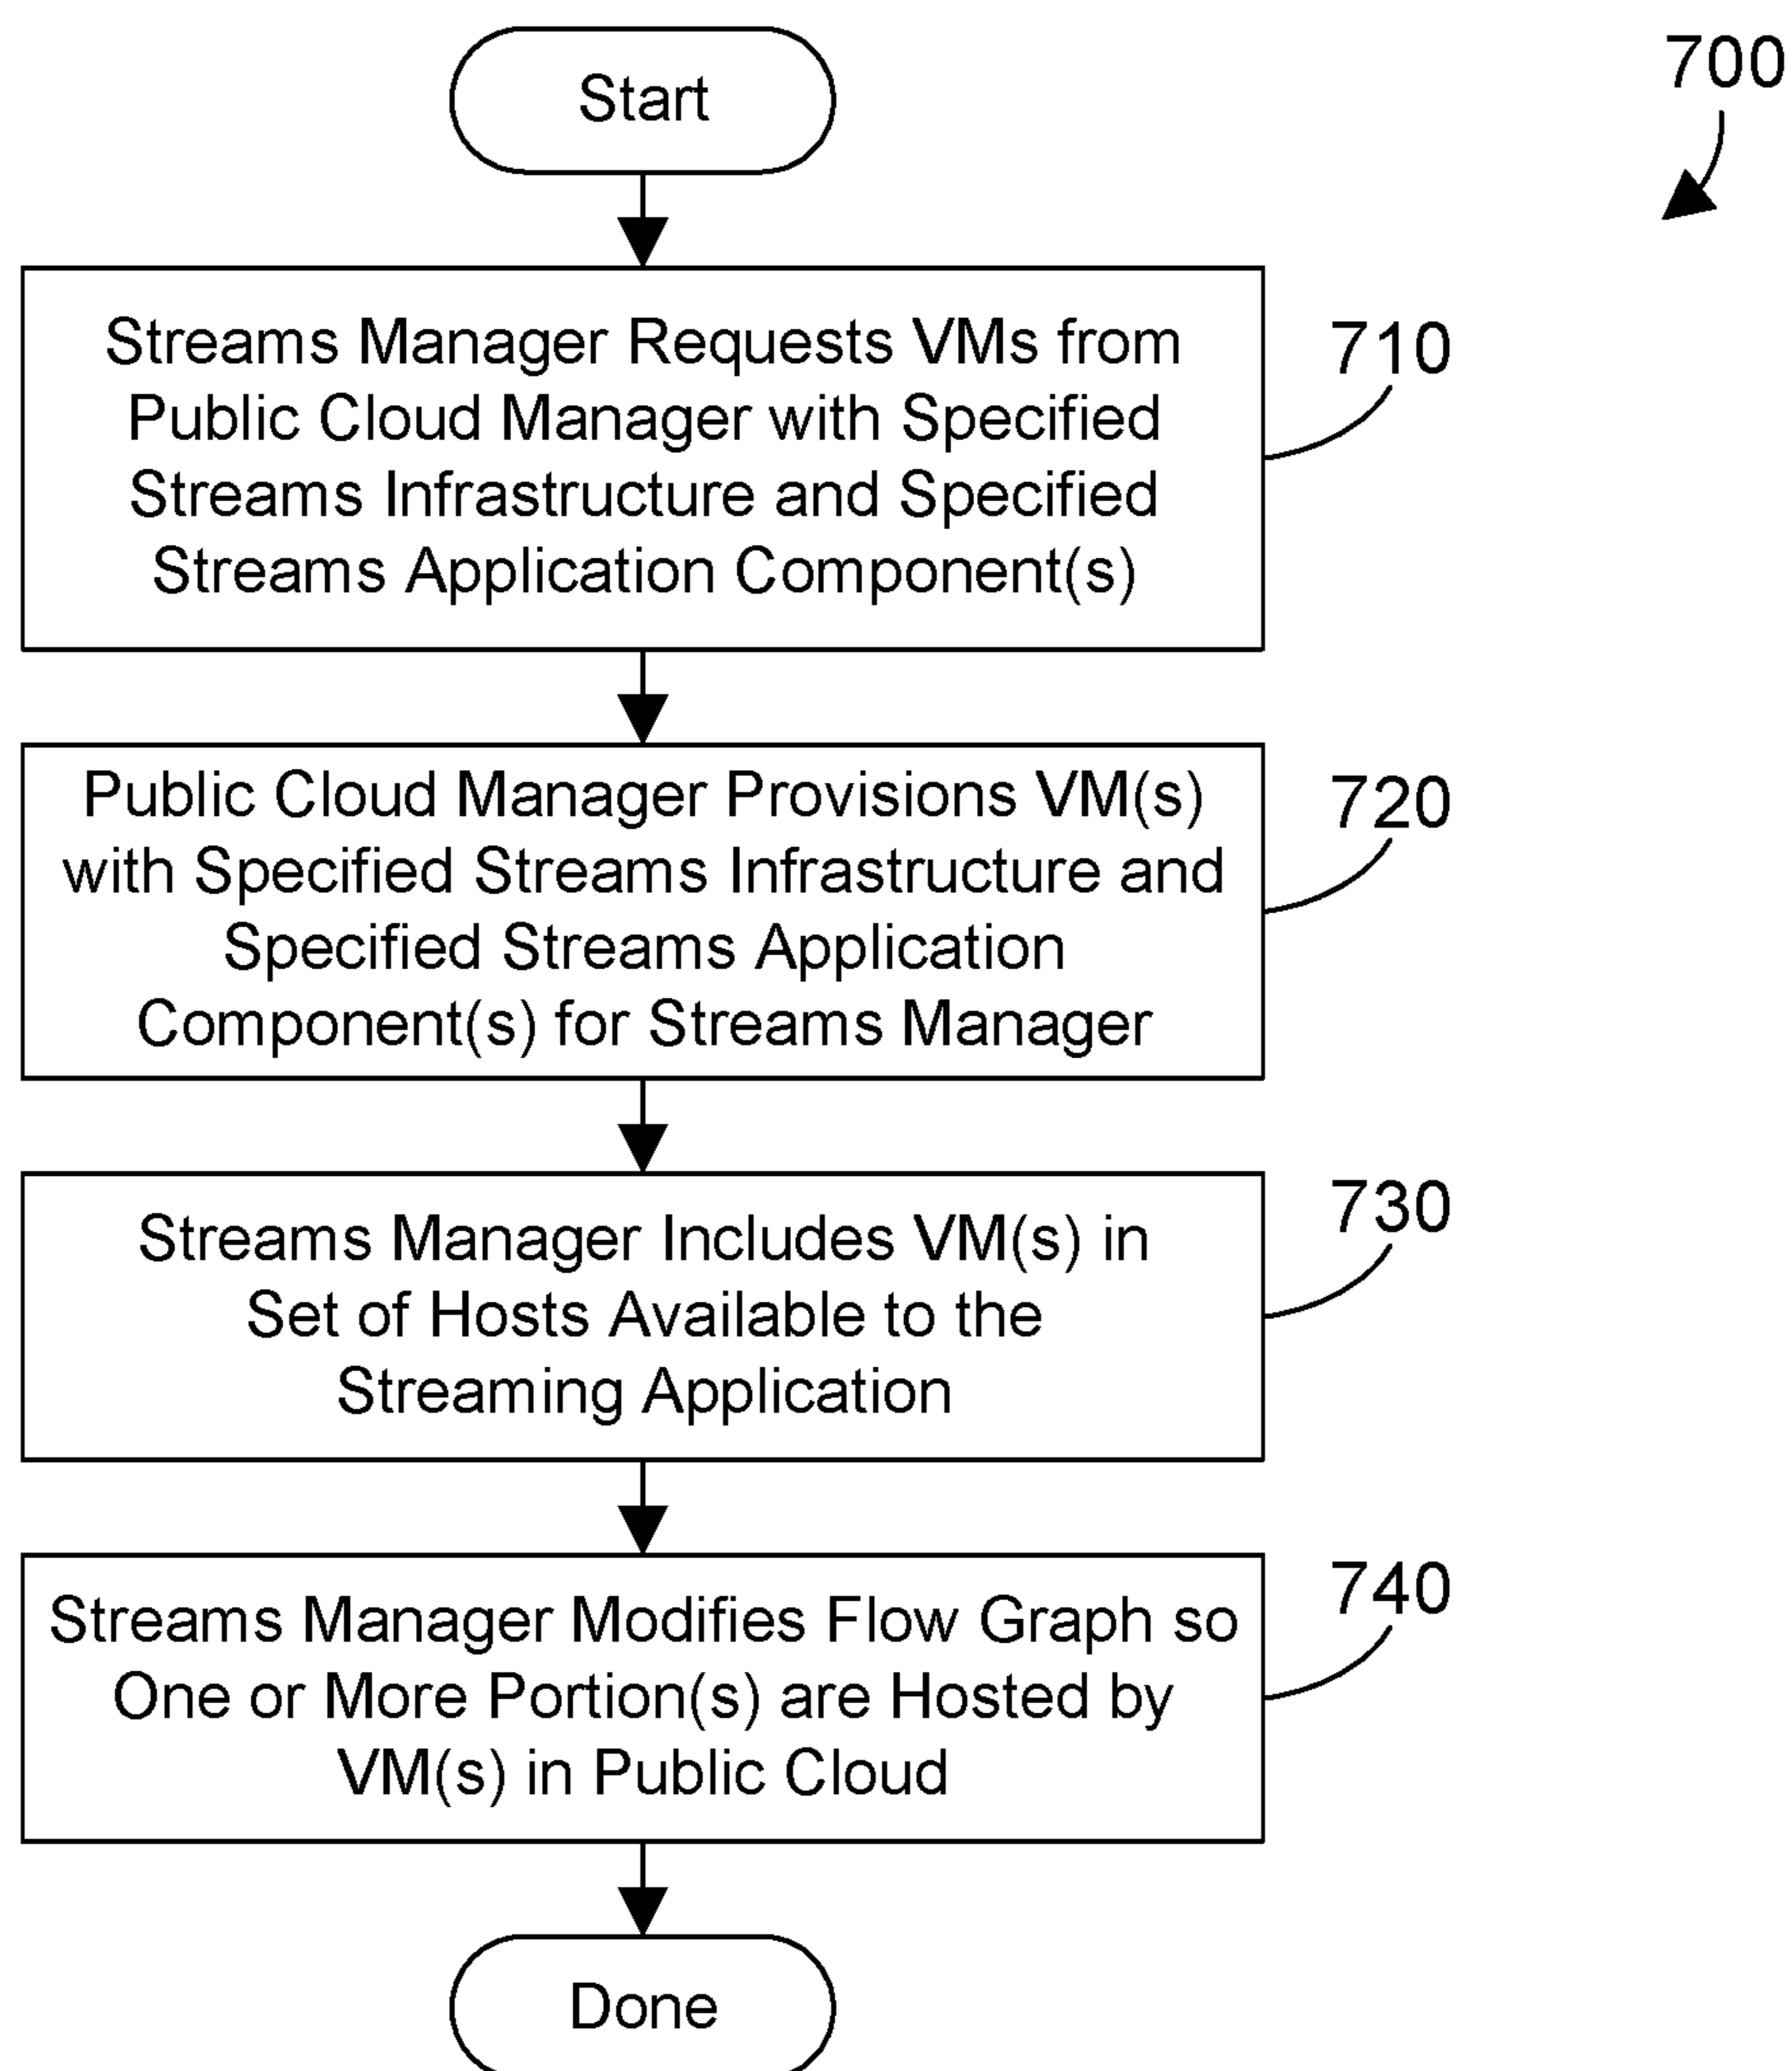 Start
700
Streams Manager Requests VMs from
Public Cloud Manager with Specified
Streams Infrastructure and Specified
Streams Application Component(s)
710
Public Cloud Manager Provisions VM(s)
with Specified Streams Infrastructure and
Specified Streams Application
Component(s) for Streams Manager
720
Streams Manager Includes VM(s) in
Set of Hosts Available to the
Streaming Application
730
Streams Manager Modifies Flow Graph so
One or More Portion(s) are Hosted by
VM(s) in Public Cloud
740
Done